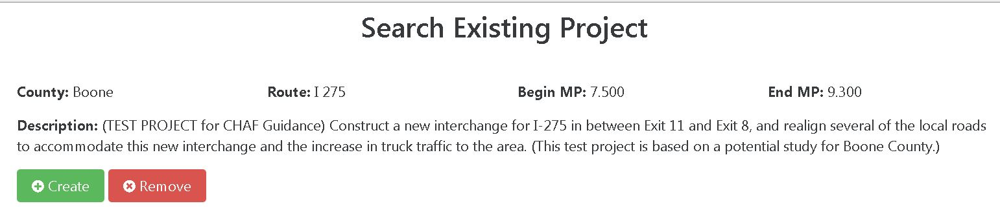 Search Existing Project
County: Boone Route: I 275 Begin MP: 7.500 End MP: 9.300
Description: (TEST PROJECT for CHAF Guidance) Construct a new interchange for I-275 in between Exit 11 and Exit 8, and realign several of the local roads
to accommodate this new interchange and the increase in truck traffic to the area. (This test project is based on a potential study for Boone County.)
Create Remove